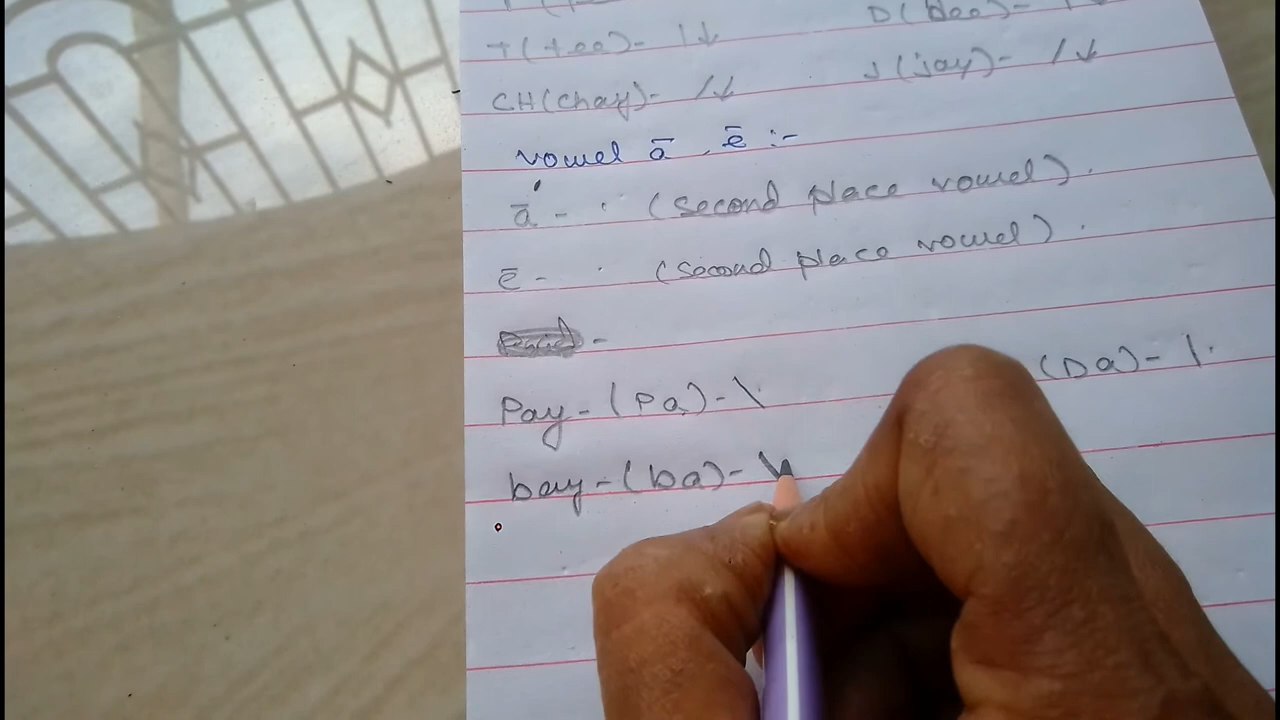 T(tee)- |↓ D(dee)- |↓
CH(chay)- /↓ J(jay)- /↓
vowel ā, ē :-
ā - · (second place vowel).
ē - · (second place vowel).
Pay-(Pa)- \· (Da)- |·
bay-(ba)- \